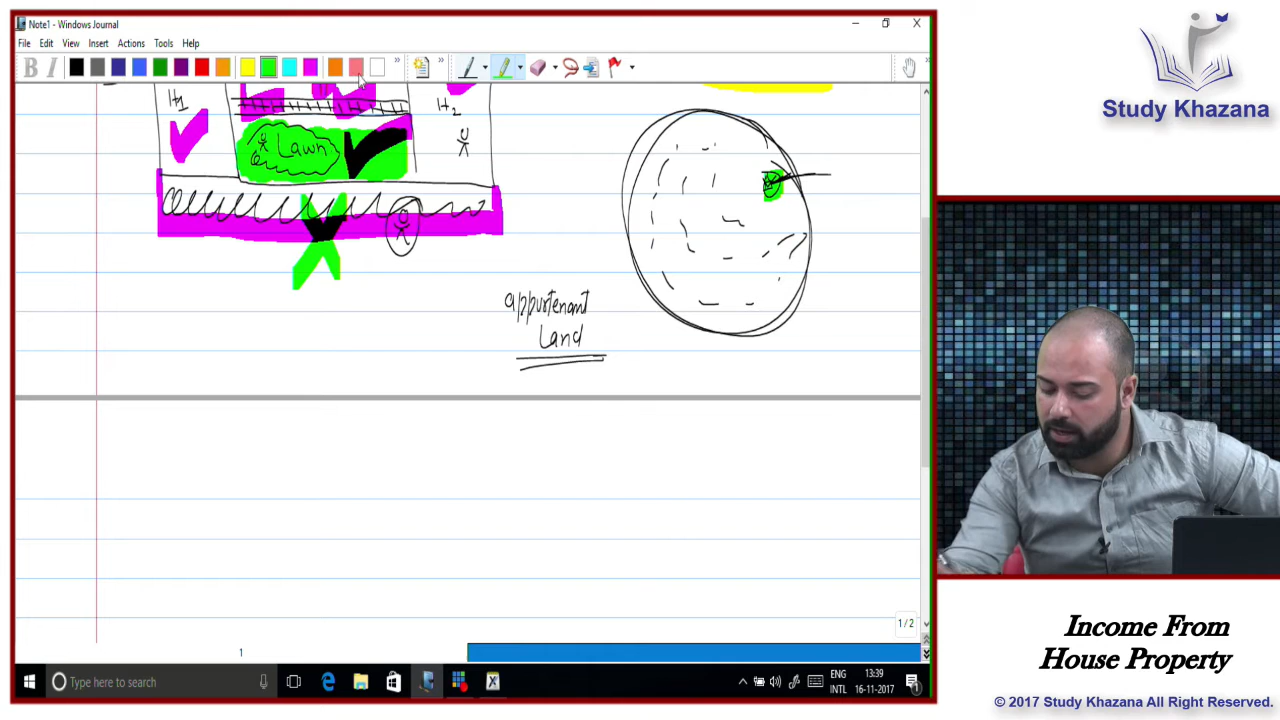 Note1 - Windows Journal
File Edit View Insert Actions Tools Help
B I
H1
H2
Lawn
appurtenant
Land
1/2
1
Type here to search
ENG
INTL
13:39
16-11-2017
Study Khazana
Income From
House Property
© 2017 Study Khazana All Right Reserved.